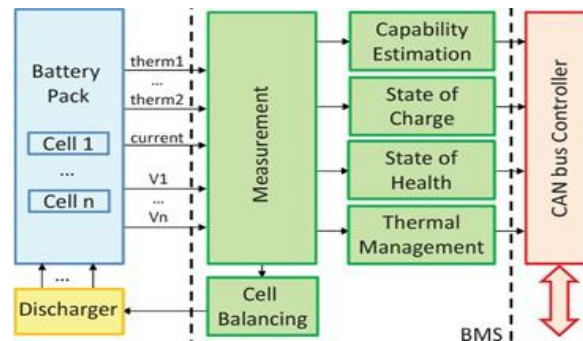 Battery
Pack
Cell 1
...
Cell n
therm1
...
therm2
current
V1
...
Vn
Measurement
Capability
Estimation
State of
Charge
State of
Health
Thermal
Management
CAN bus Controller
...
Discharger
Cell
Balancing
BMS